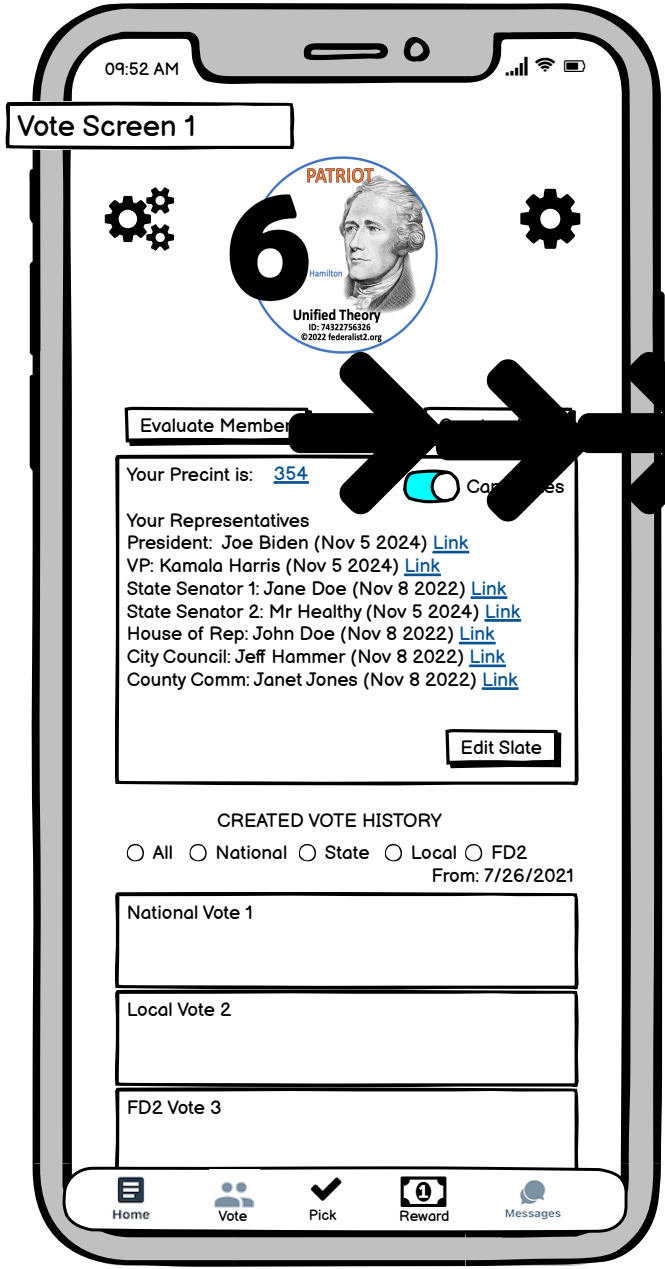 09:52 AM
Vote Screen 1
PATRIOT
6
Hamilton
Unified Theory
ID: 74322756326
©2022 federalist2.org
Evaluate Member
Your Precint is: 354
Your Representatives
President: Joe Biden (Nov 5 2024) Link
VP: Kamala Harris (Nov 5 2024) Link
State Senator 1: Jane Doe (Nov 8 2022) Link
State Senator 2: Mr Healthy (Nov 5 2024) Link
House of Rep: John Doe (Nov 8 2022) Link
City Council: Jeff Hammer (Nov 8 2022) Link
County Comm: Janet Jones (Nov 8 2022) Link
Edit Slate
CREATED VOTE HISTORY
All National State Local FD2
From: 7/26/2021
National Vote 1
Local Vote 2
FD2 Vote 3
1
Home Vote Pick Reward Messages